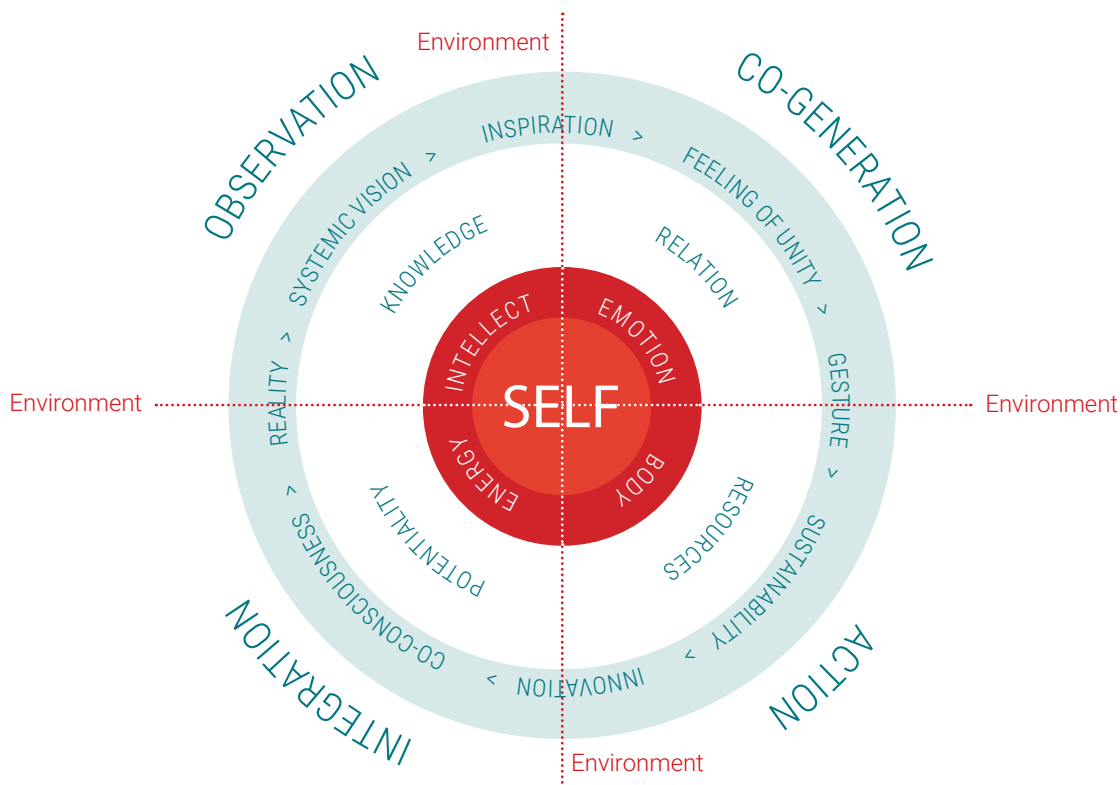 Environment
OBSERVATION
CO-GENERATION
INSPIRATION >
FEELING OF UNITY >
GESTURE >
SUSTAINABILITY >
INNOVATION >
CO-CONSCIOUSNESS >
REALITY >
SYSTEMIC VISION >
KNOWLEDGE
RELATION
INTELLECT
EMOTION
Environment
SELF
Environment
ENERGY
BODY
POTENTIALITY
RESOURCES
INTEGRATION
ACTION
Environment